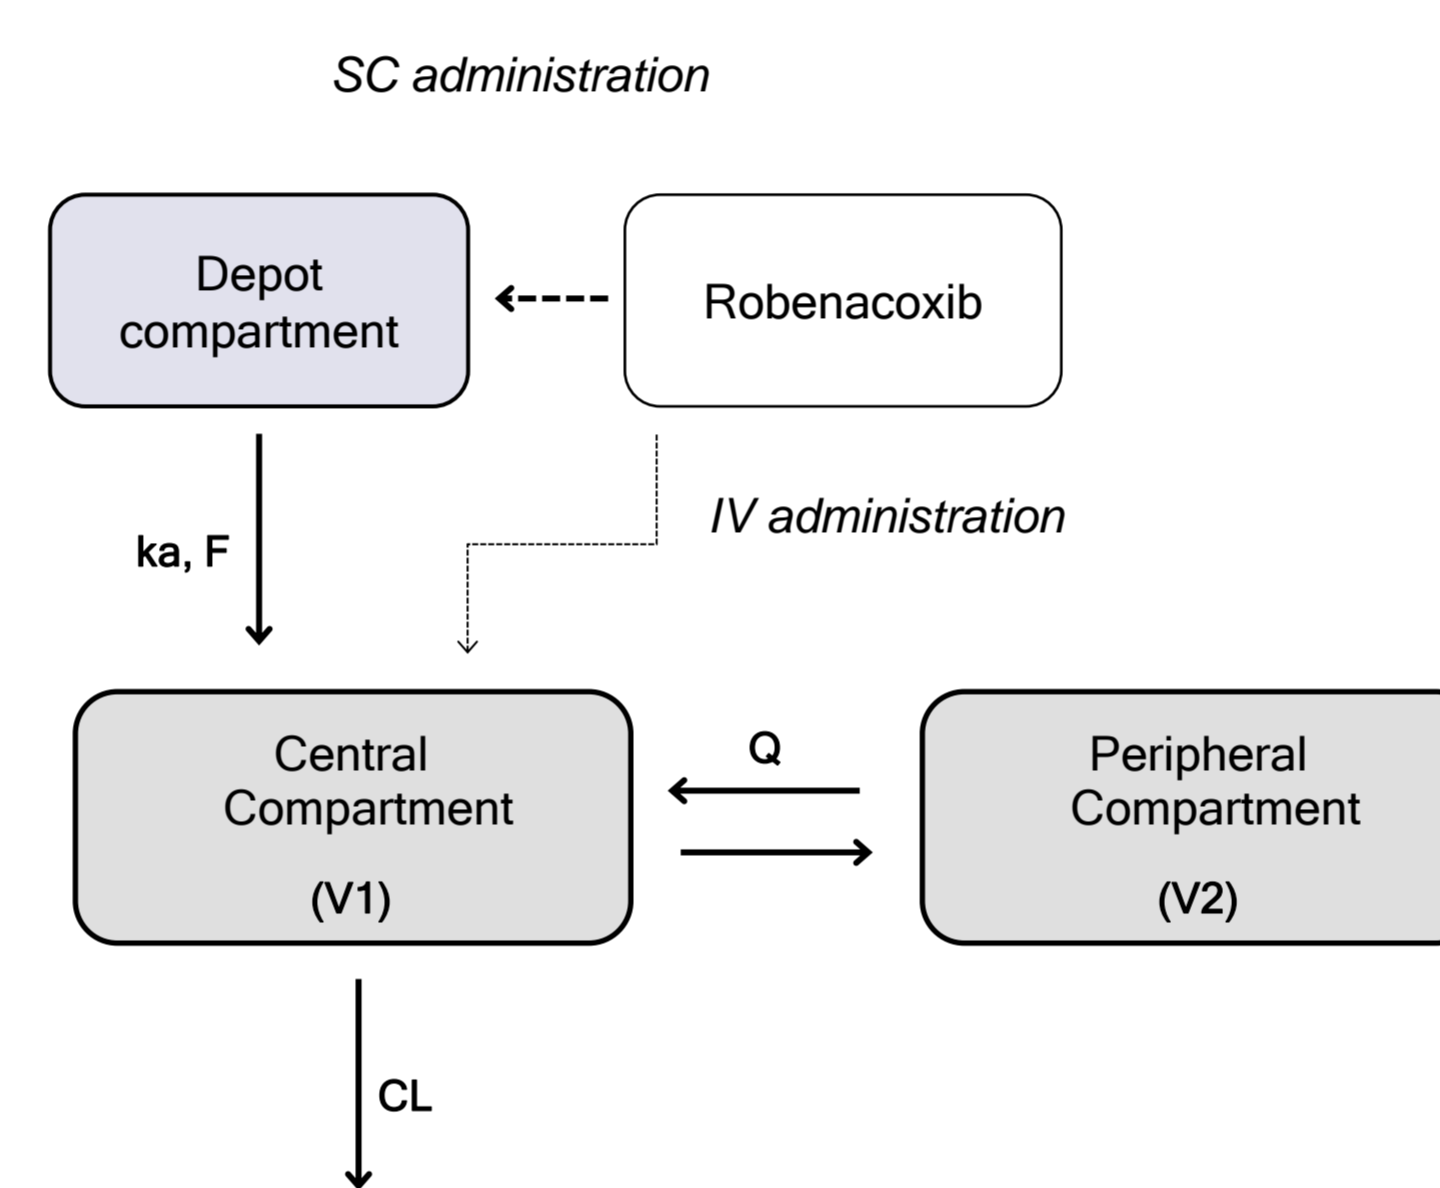 SC administration
Depot
compartment
Robenacoxib
ka, F
IV administration
Central
Compartment
(V1)
Q
Peripheral
Compartment
(V2)
CL